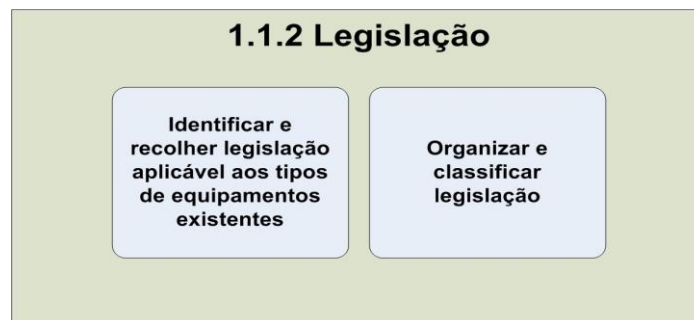 1.1.2 Legislação
Identificar e
recolher legislação
aplicável aos tipos
de equipamentos
existentes
Organizar e
classificar
legislação